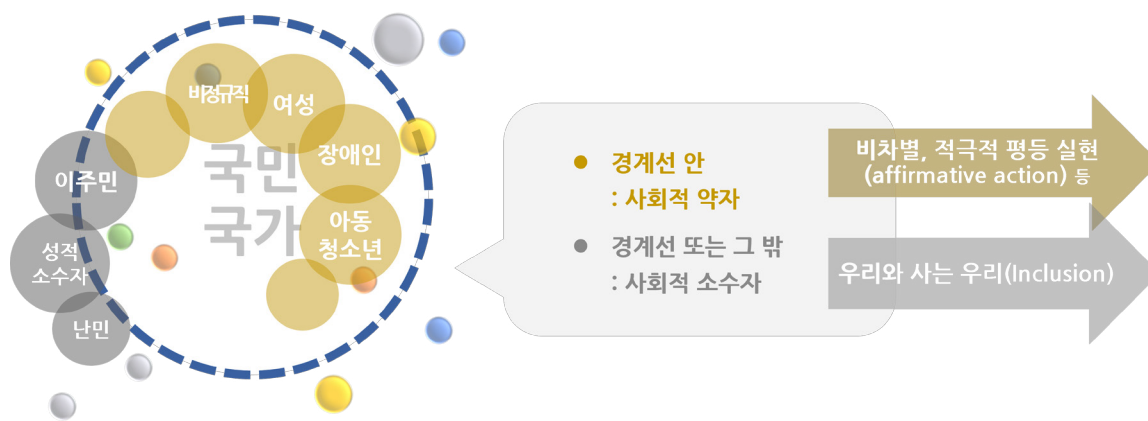 비정규직
여성
장애인
아동
청소년
이주민
성적
소수자
난민
국민
국가
● 경계선 안
: 사회적 약자
● 경계선 또는 그 밖
: 사회적 소수자
비차별, 적극적 평등 실현
(affirmative action) 등
우리와 사는 우리(Inclusion)